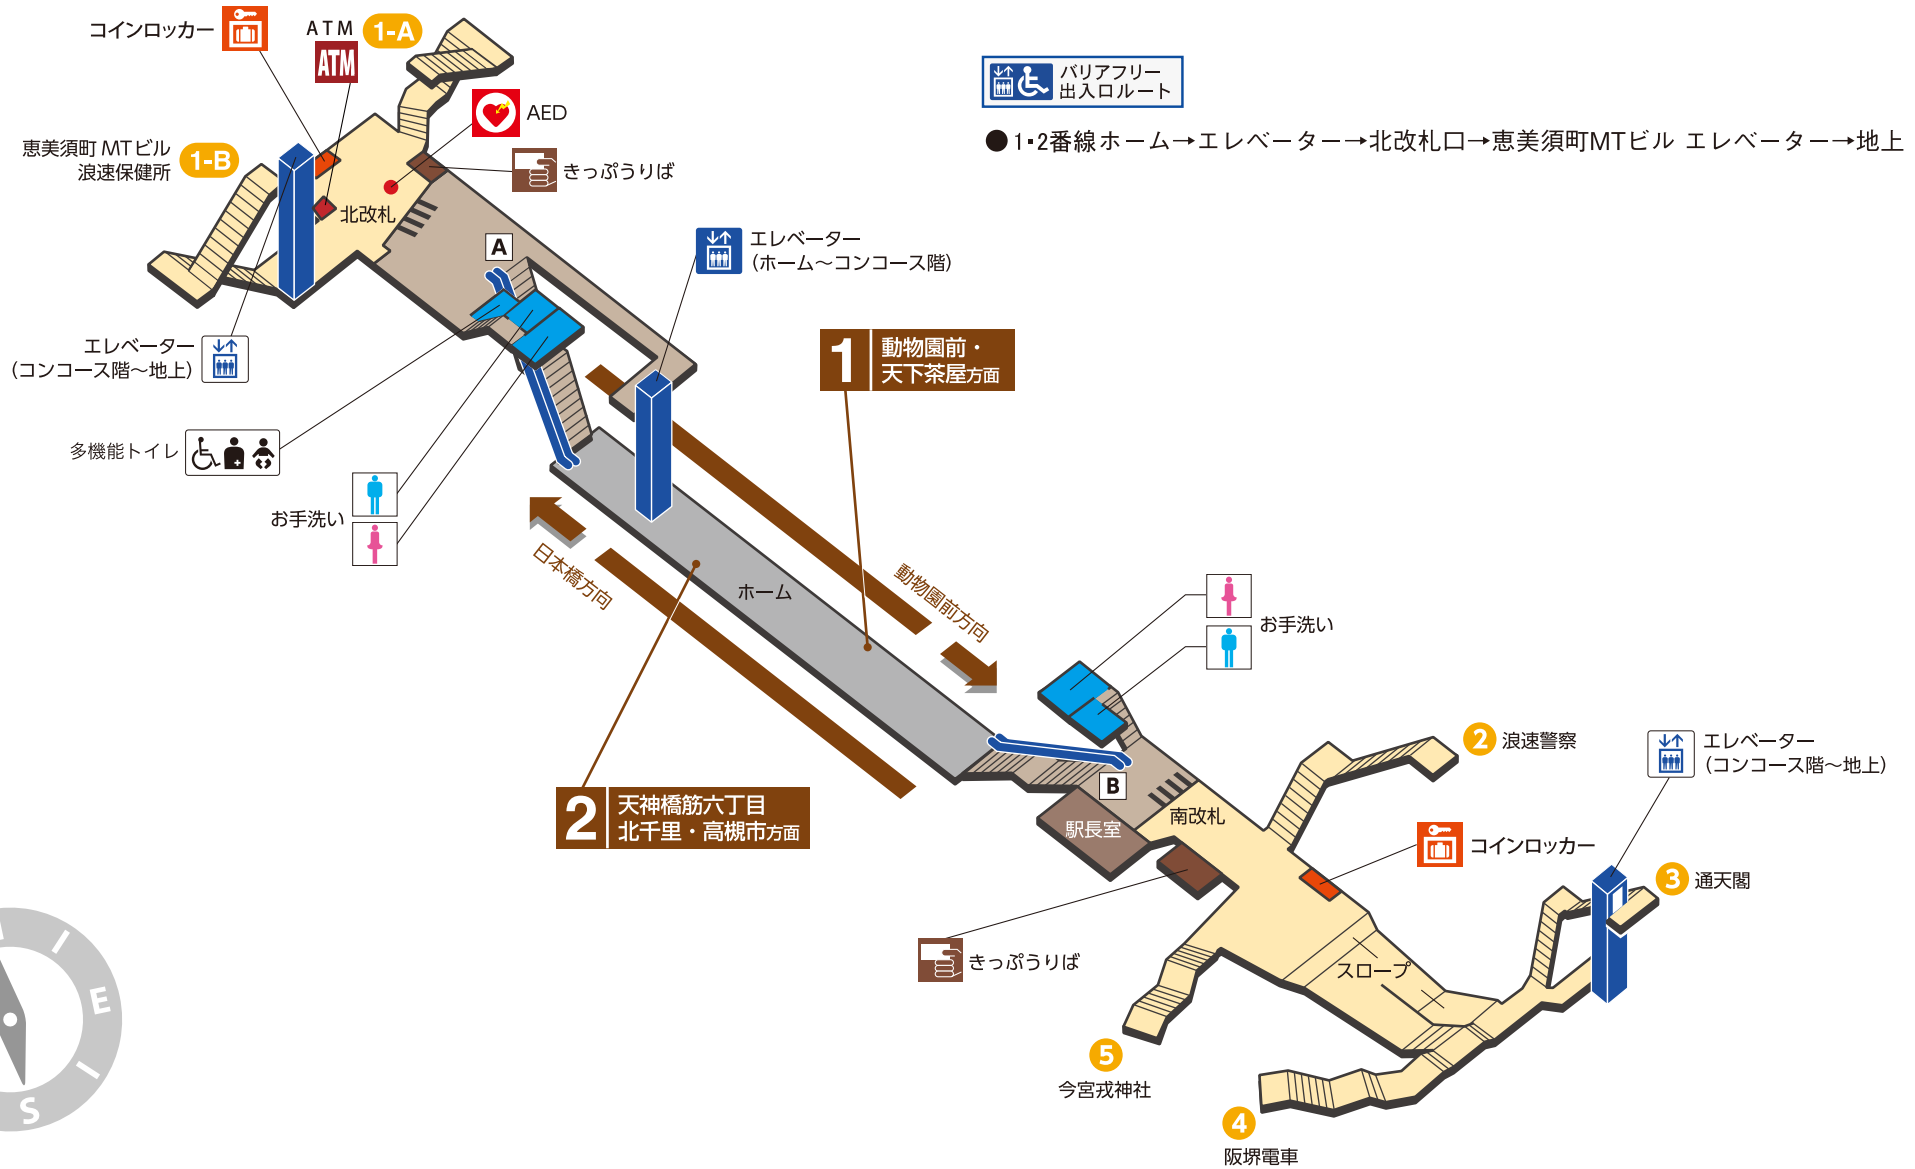 コインロッカー
ATM
1-A
ATM
AED
恵美須町 MTビル
浪速保健所
1-B
きっぷうりば
北改札
A
エレベーター
(ホーム～コンコース階)
バリアフリー
出入口ルート
●1・2番線ホーム→エレベーター→北改札口→恵美須町MTビル エレベーター→地上
エレベーター
(コンコース階～地上)
1
動物園前・
天下茶屋方面
多機能トイレ
お手洗い
日本橋方向
ホーム
動物園前方向
お手洗い
2
天神橋筋六丁目
北千里・高槻市方面
B
駅長室
南改札
2 浪速警察
エレベーター
(コンコース階～地上)
コインロッカー
3 通天閣
きっぷうりば
スロープ
5
今宮戎神社
4
阪堺電車
E
S